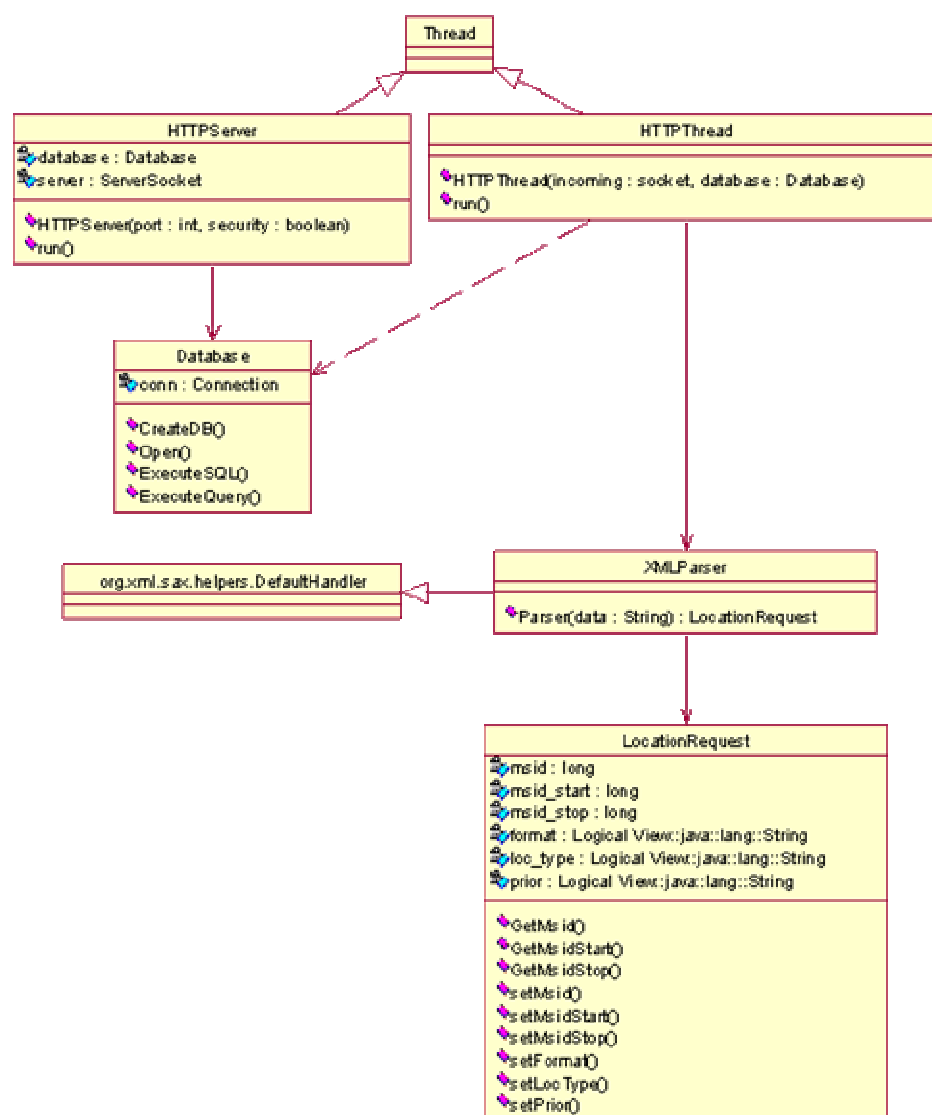 Thread
HTTPServer
database : Database
server : ServerSocket
HTTPServer(port : int, security : boolean)
run()
HTTPThread
HTTPThread(incoming : socket, database : Database)
run()
Database
conn : Connection
CreateDB()
Open()
ExecuteSQL()
ExecuteQuery()
org.xml.sax.helpers.DefaultHandler
XMLParser
Parser(data : String) : LocationRequest
LocationRequest
msid : long
msid_start : long
msid_stop : long
format : Logical View::java::lang::String
loc_type : Logical View::java::lang::String
prior : Logical View::java::lang::String
GetMsid()
GetMsidStart()
GetMsidStop()
setMsid()
setMsidStart()
setMsidStop()
setFormat()
setLocType()
setPrior()